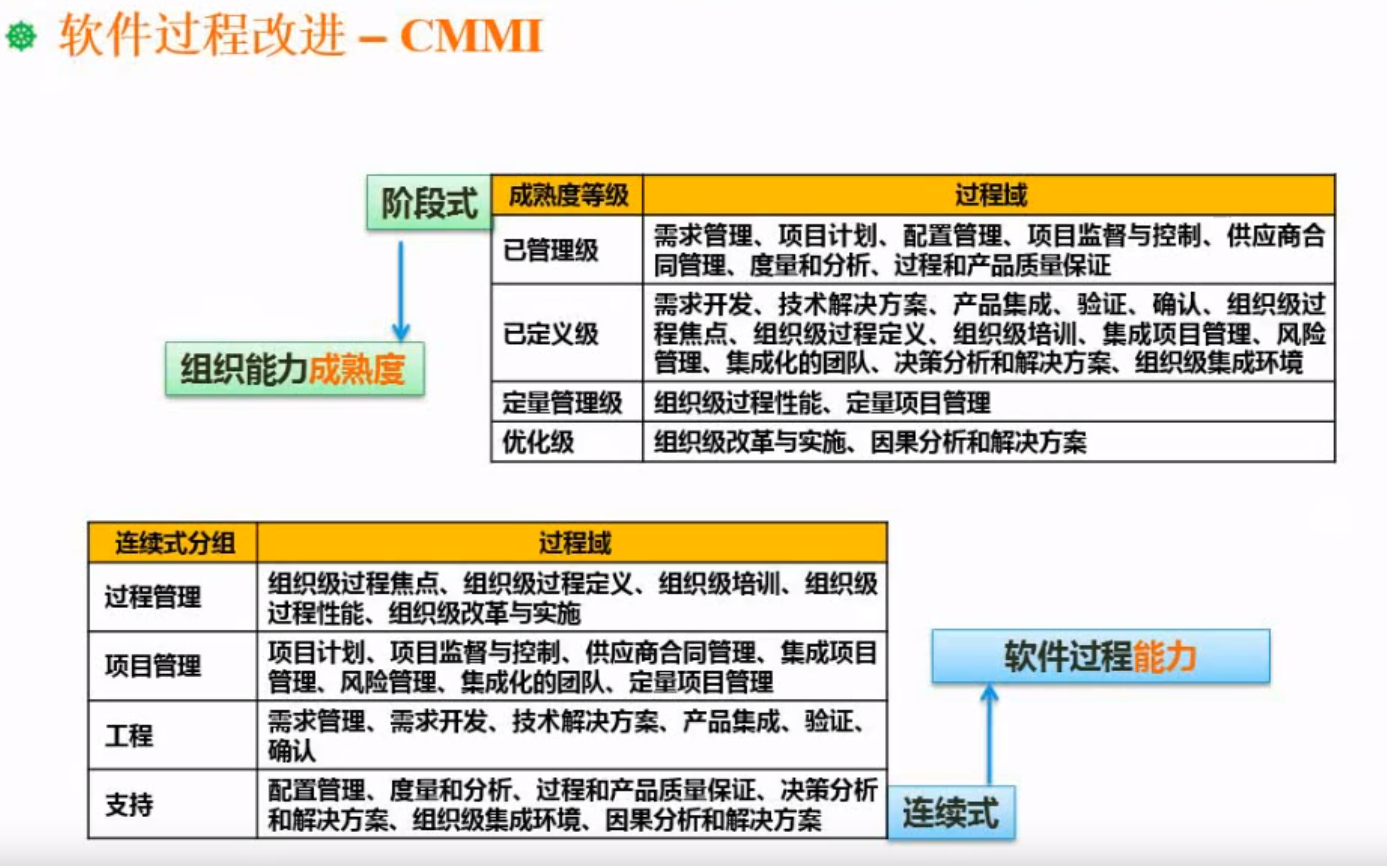 软件过程改进 – CMMI
阶段式
成熟度等级 过程域
已管理级
需求管理、项目计划、配置管理、项目监督与控制、供应商合
同管理、度量和分析、过程和产品质量保证
已定义级
需求开发、技术解决方案、产品集成、验证、确认、组织级过
程焦点、组织级过程定义、组织级培训、集成项目管理、风险
管理、集成化的团队、决策分析和解决方案、组织级集成环境
组织能力成熟度
定量管理级 组织级过程性能、定量项目管理
优化级 组织级改革与实施、因果分析和解决方案
连续式分组 过程域
过程管理
组织级过程焦点、组织级过程定义、组织级培训、组织级
过程性能、组织级改革与实施
项目管理
项目计划、项目监督与控制、供应商合同管理、集成项目
管理、风险管理、集成化的团队、定量项目管理
工程
需求管理、需求开发、技术解决方案、产品集成、验证、
确认
支持
配置管理、度量和分析、过程和产品质量保证、决策分析
和解决方案、组织级集成环境、因果分析和解决方案
软件过程能力
连续式